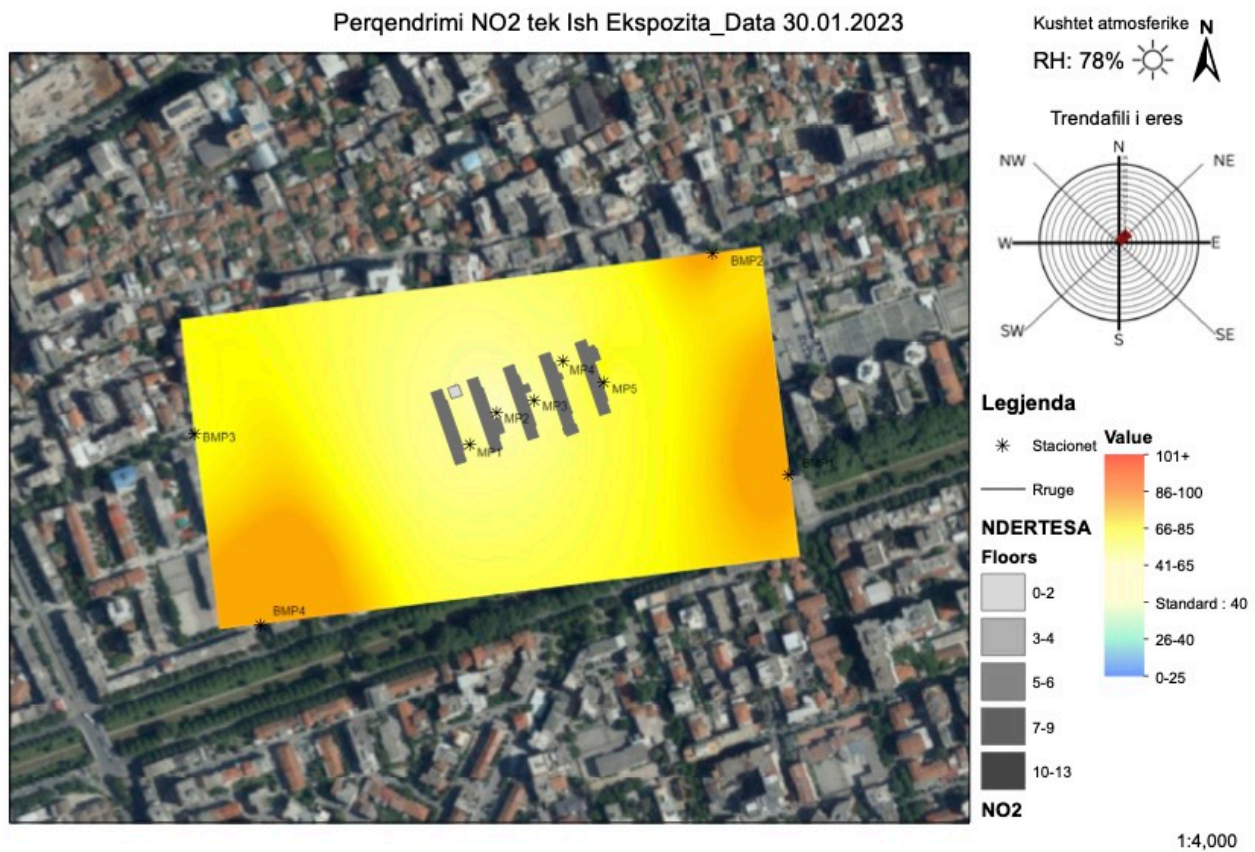 Perqendrimi NO2 tek Ish Ekspozita_Data 30.01.2023
Kushtet atmosferike
N
RH: 78%
Trendafili i eres
N
NW
NE
W
E
SW
SE
S
BMP2
MP4
MP5
MP3
MP2
BMP3
MP1
BMP1
BMP4
Legjenda
Stacionet
Rruge
NDERTESA
Floors
0-2
3-4
5-6
7-9
10-13
NO2
Value
101+
86-100
66-85
41-65
Standard : 40
26-40
0-25
1:4,000